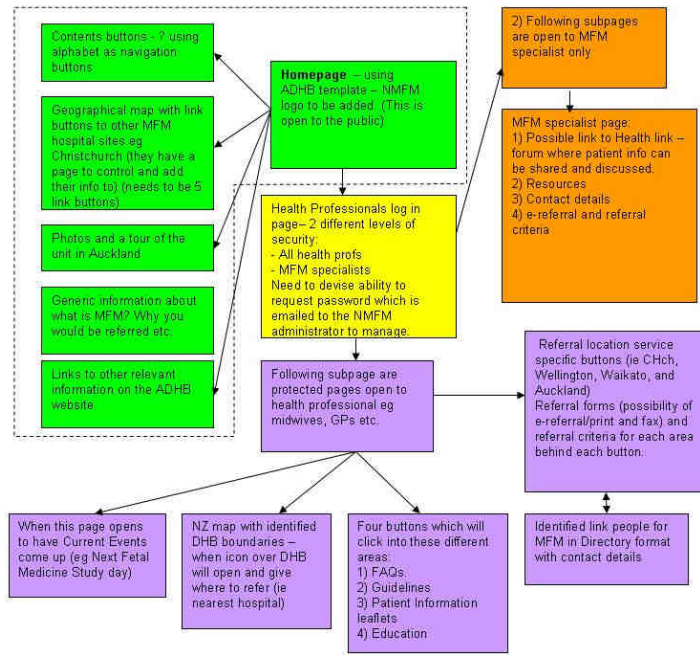 Contents buttons - ? using
alphabet as navigation
buttons
Homepage – using
ADHB template – NMFM
logo to be added. (This is
open to the public)
2) Following subpages
are open to MFM
specialist only
Geographical map with link
buttons to other MFM
hospital sites eg
Christchurch (they have a
page to control and add
their info to) (needs to be 5
link buttons)
MFM specialist page:
1) Possible link to Health link –
forum where patient info can
be shared and discussed.
2) Resources
3) Contact details
4) e-referral and referral
criteria
Health Professionals log in
page– 2 different levels of
security:
- All health profs
- MFM specialists
Need to devise ability to
request password which is
emailed to the NMFM
administrator to manage.
Photos and a tour of the
unit in Auckland
Generic information about
what is MFM? Why you
would be referred etc.
Links to other relevant
information on the ADHB
website
Following subpage are
protected pages open to
health professional eg
midwives, GPs etc.
Referral location service
specific buttons (ie CHch,
Wellington, Waikato, and
Auckland)
Referral forms (possibility of
e-referral/print and fax) and
referral criteria for each area
behind each button.
When this page opens
to have Current Events
come up (eg Next Fetal
Medicine Study day)
NZ map with identified
DHB boundaries –
when icon over DHB
will open and give
where to refer (ie
nearest hospital)
Four buttons which will
click into these different
areas:
1) FAQs.
2) Guidelines
3) Patient Information
leaflets
4) Education
Identified link people for
MFM in Directory format
with contact details